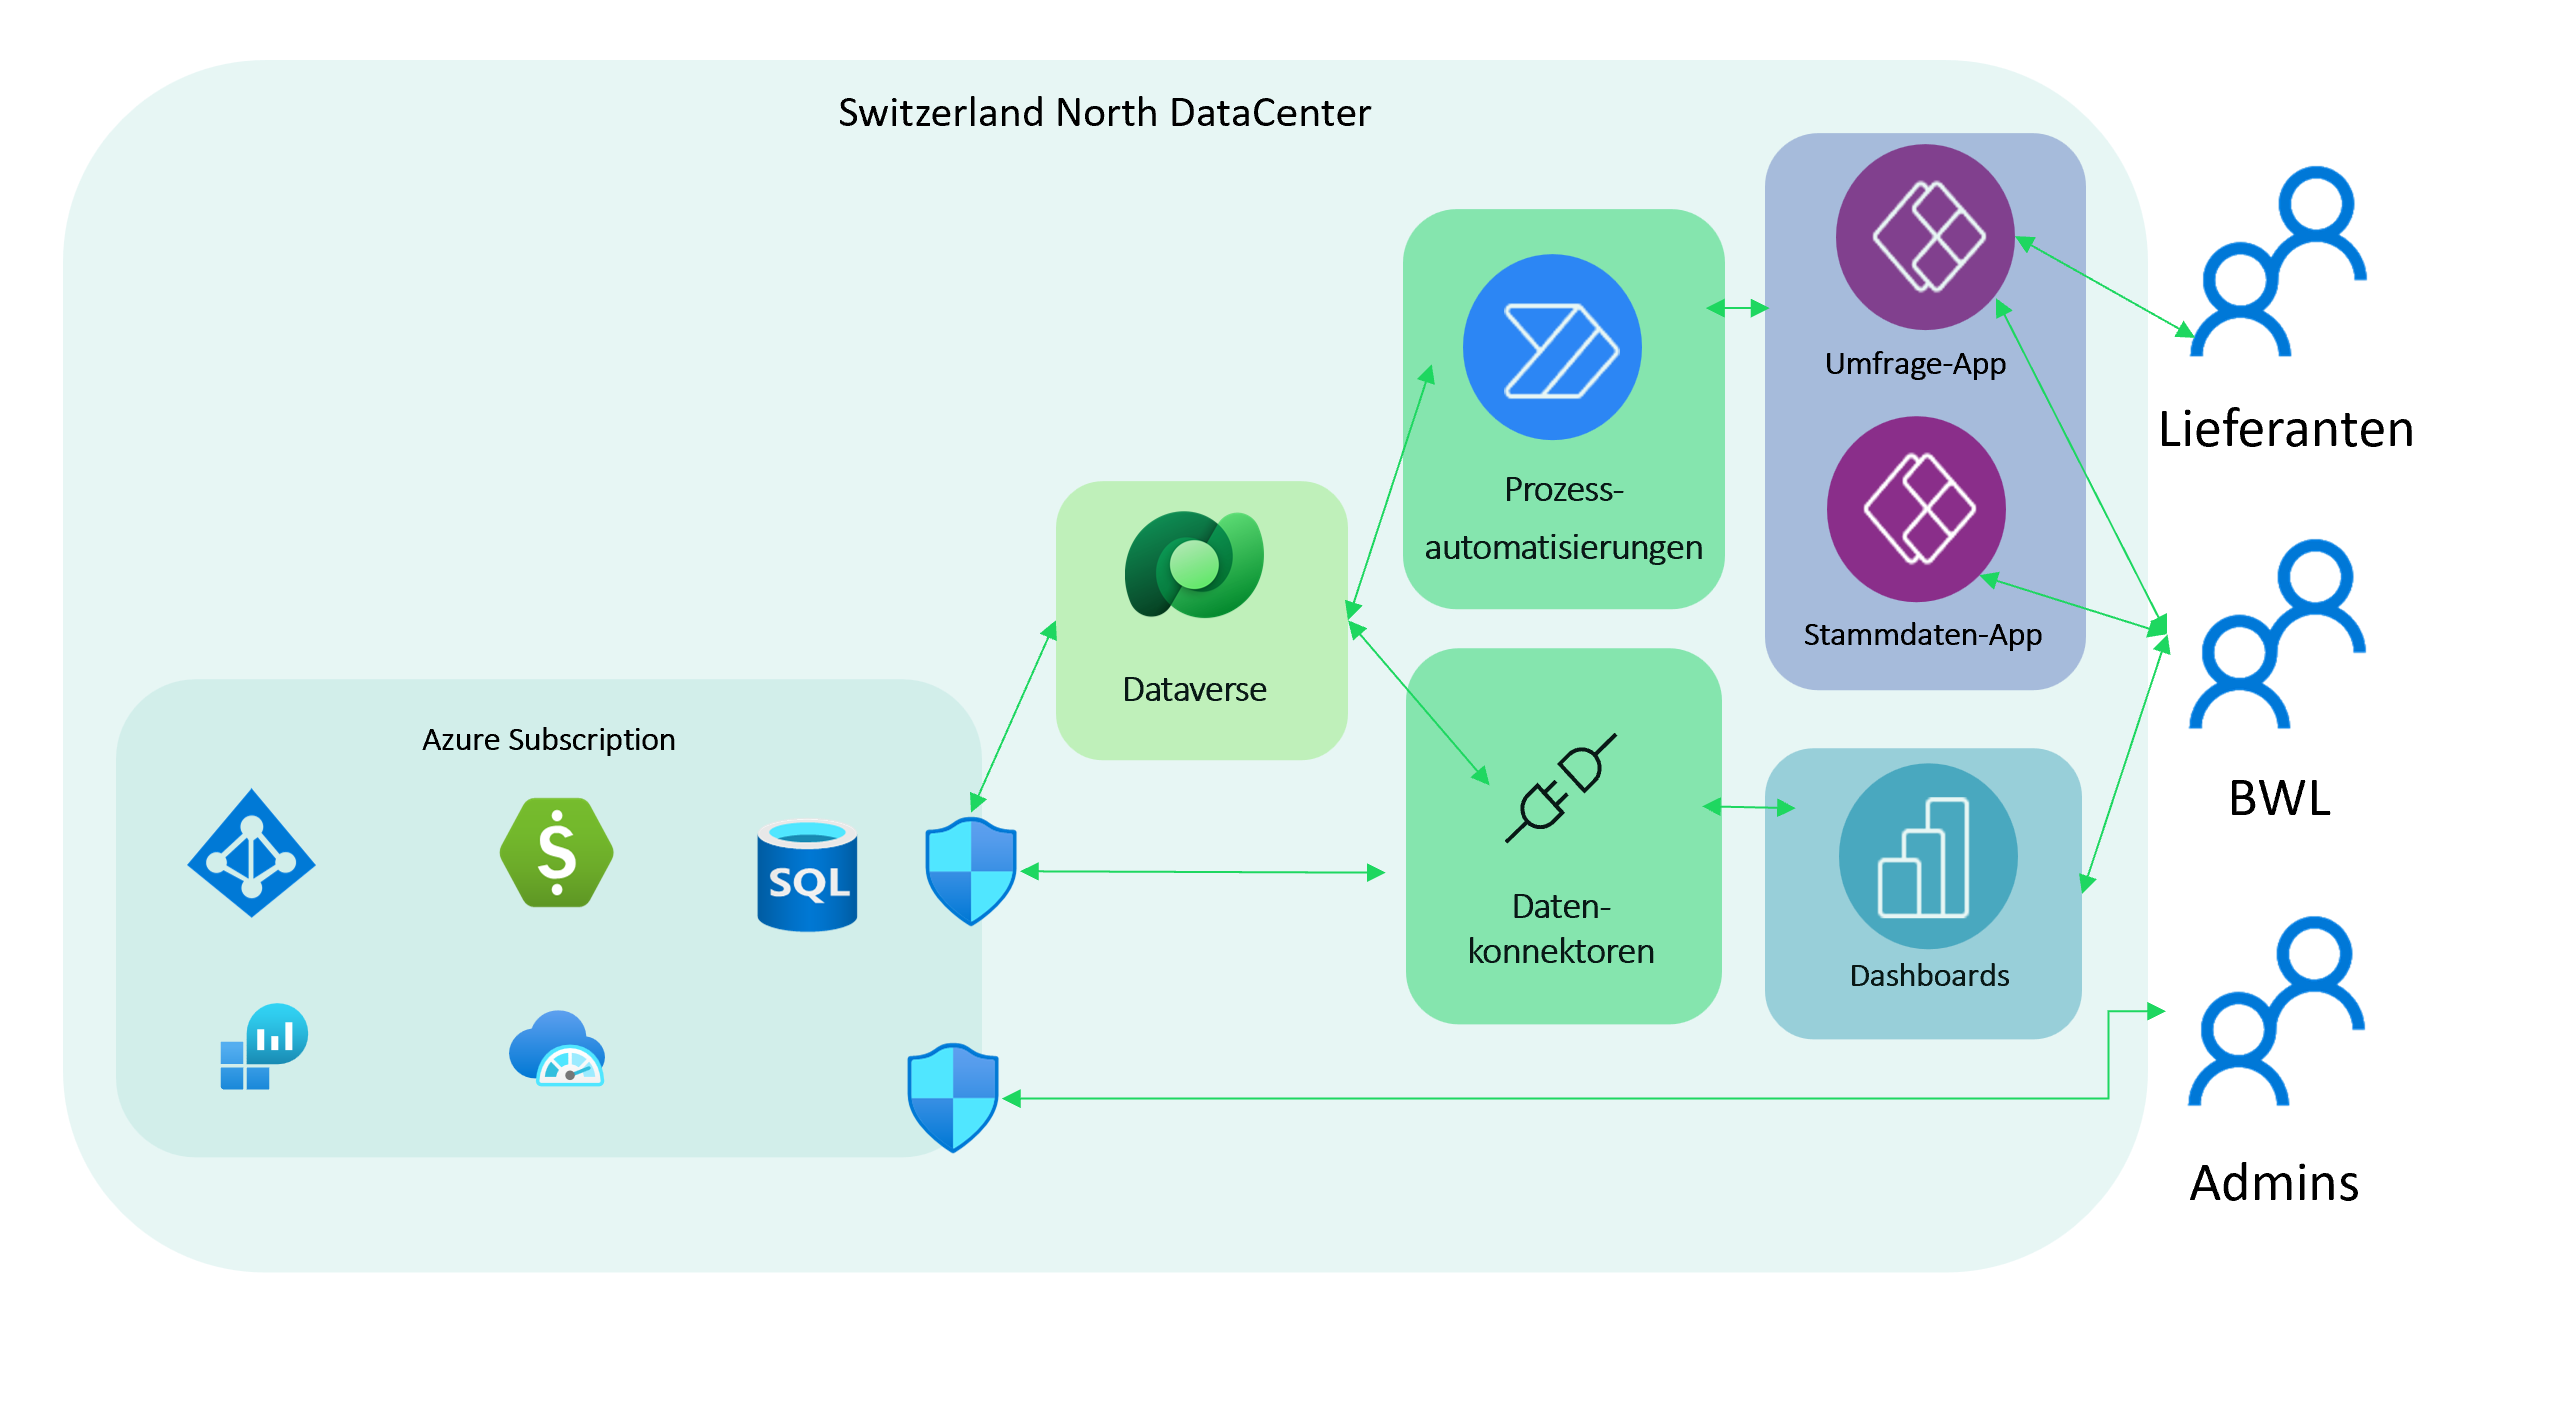 Switzerland North DataCenter
Umfrage-App
Lieferanten
Prozess-
automatisierungen
Stammdaten-App
Dataverse
Azure Subscription
BWL
$
SQL
Daten-
konnektoren
Dashboards
Admins